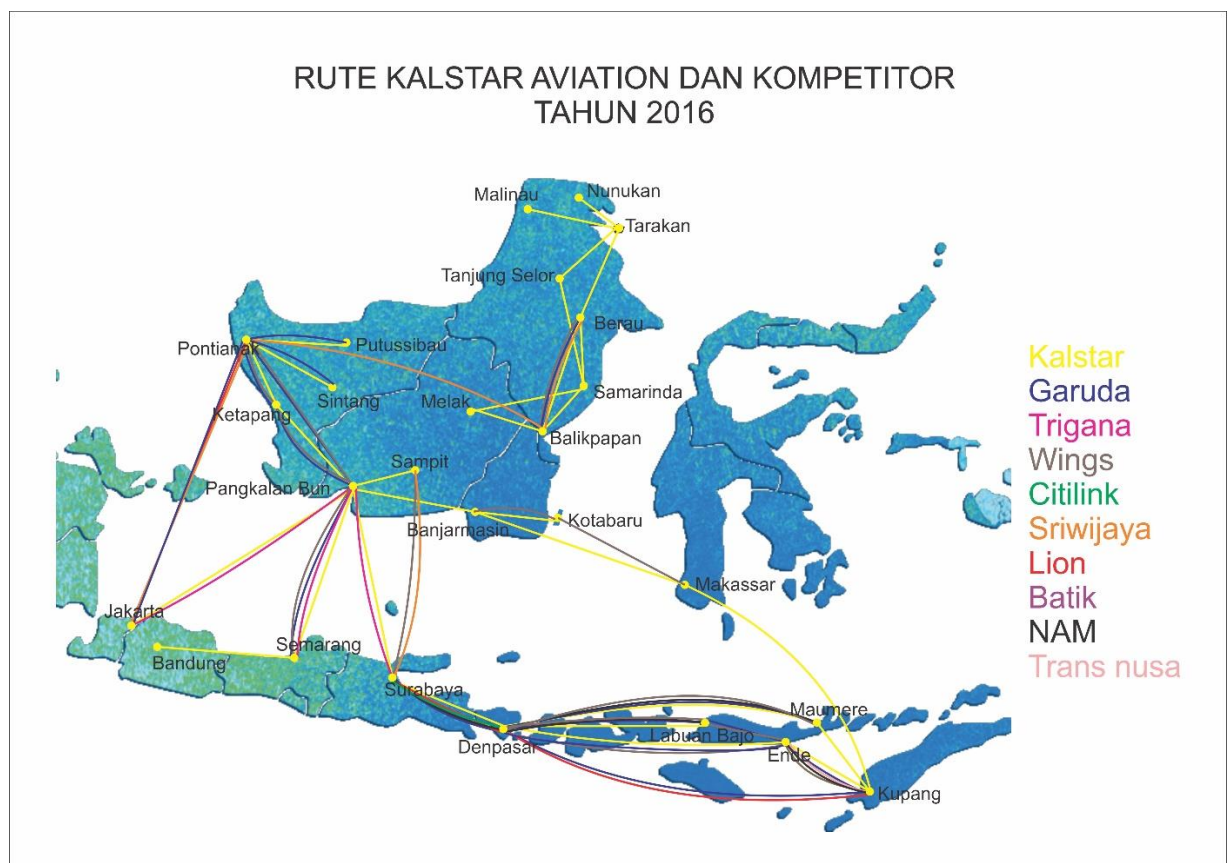 RUTE KALSTAR AVIATION DAN KOMPETITOR
TAHUN 2016
Malinau
Nunukan
Tarakan
Tanjung Selor
Berau
Pontianak
Putussibau
Sintang
Ketapang
Melak
Samarinda
Balikpapan
Sampit
Pangkalan Bun
Banjarmasin
Kotabaru
Makassar
Jakarta
Bandung
Semarang
Surabaya
Denpasar
Labuan Bajo
Maumere
Ende
Kupang
Kalstar
Garuda
Trigana
Wings
Citilink
Sriwijaya
Lion
Batik
NAM
Trans nusa